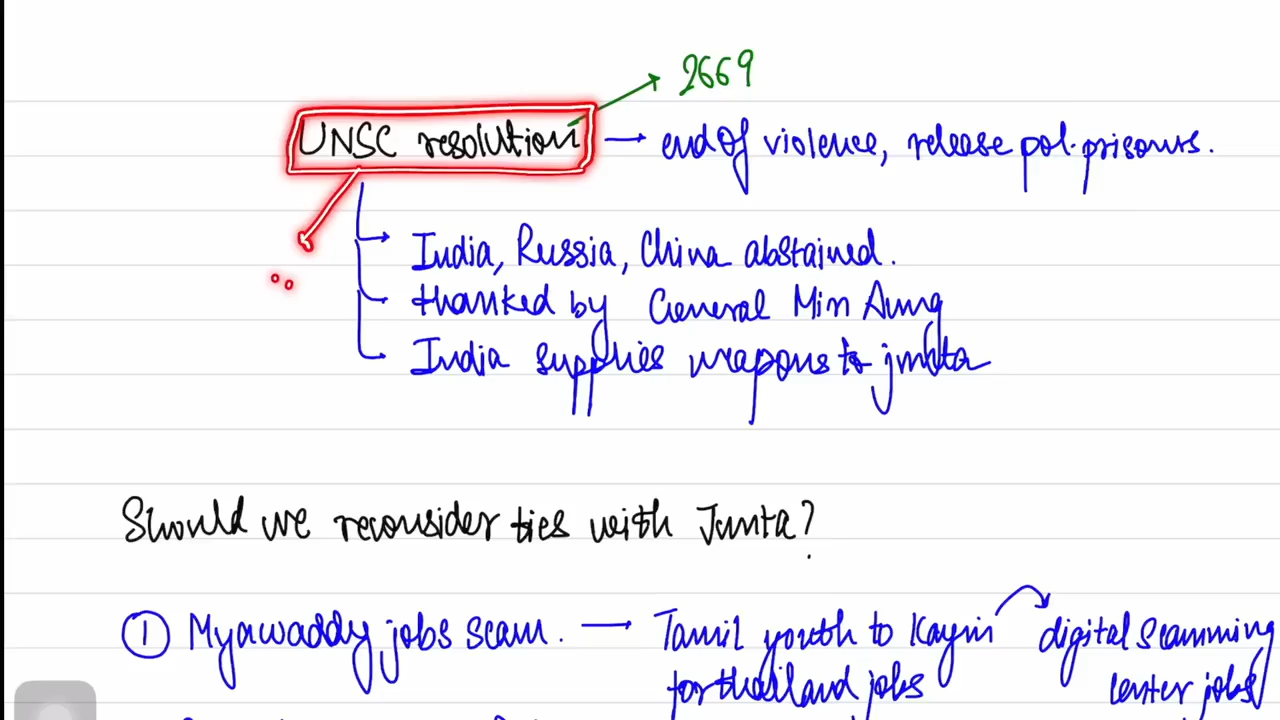 2669
UNSC resolution → end of violence, release pol. prisoners.
India, Russia, China abstained.
thanked by General Min Aung
India supplies weapons to junta
Should we reconsider ties with Junta?
① Myawaddy jobs scam. → Tamil youth to Kayin digital scamming
for thailand jobs center jobs